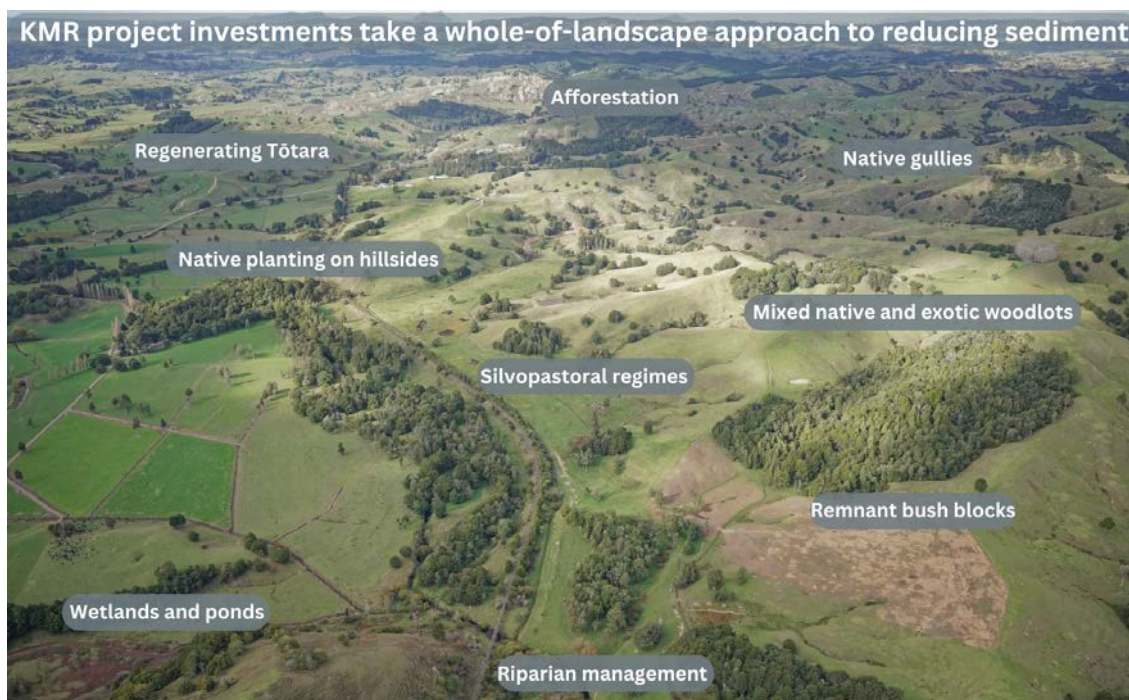 KMR project investments take a whole-of-landscape approach to reducing sediment
Afforestation
Regenerating Tōtara
Native gullies
Native planting on hillsides
Mixed native and exotic woodlots
Silvopastoral regimes
Remnant bush blocks
Wetlands and ponds
Riparian management